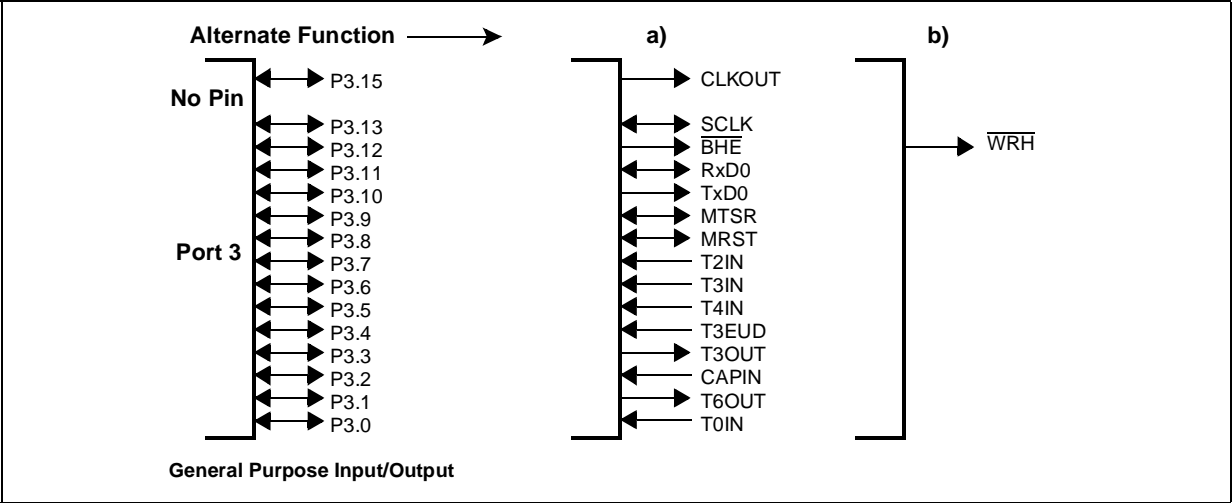 Alternate Function a) b)
P3.15 CLKOUT
No Pin
P3.13 SCLK
P3.12 BHE WRH
P3.11 RxD0
P3.10 TxD0
P3.9 MTSR
P3.8 MRST
Port 3
P3.7 T2IN
P3.6 T3IN
P3.5 T4IN
P3.4 T3EUD
P3.3 T3OUT
P3.2 CAPIN
P3.1 T6OUT
P3.0 T0IN
General Purpose Input/Output